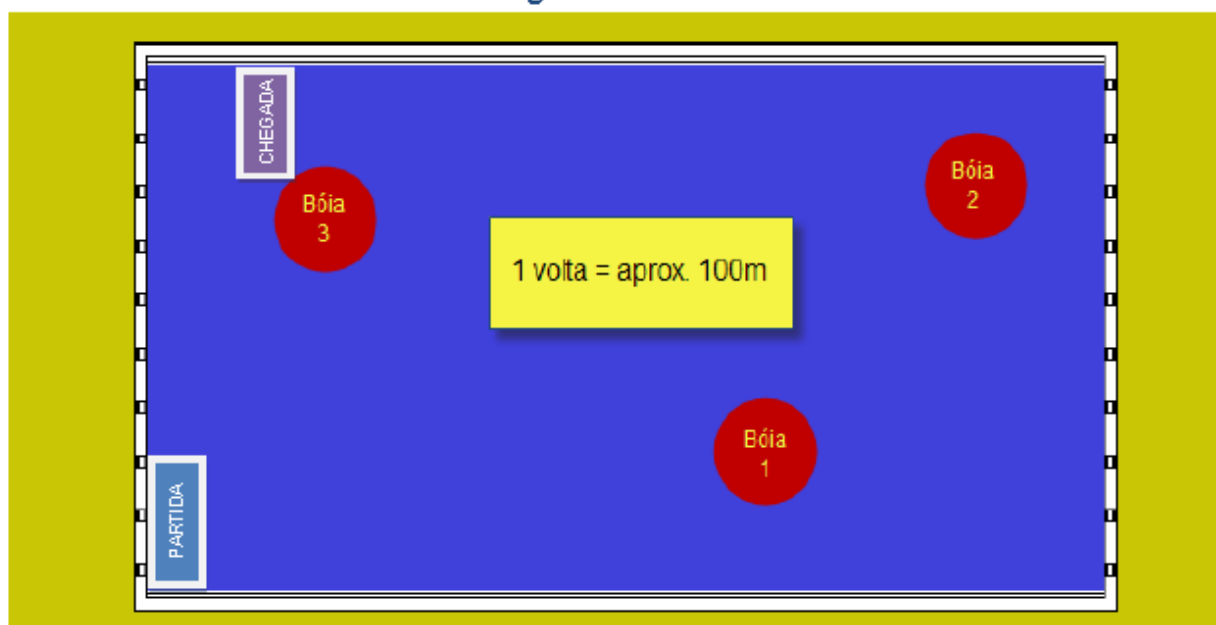 CHEGADA
Bóia
3
Bóia
2
1 volta = aprox. 100m
Bóia
1
PARTIDA